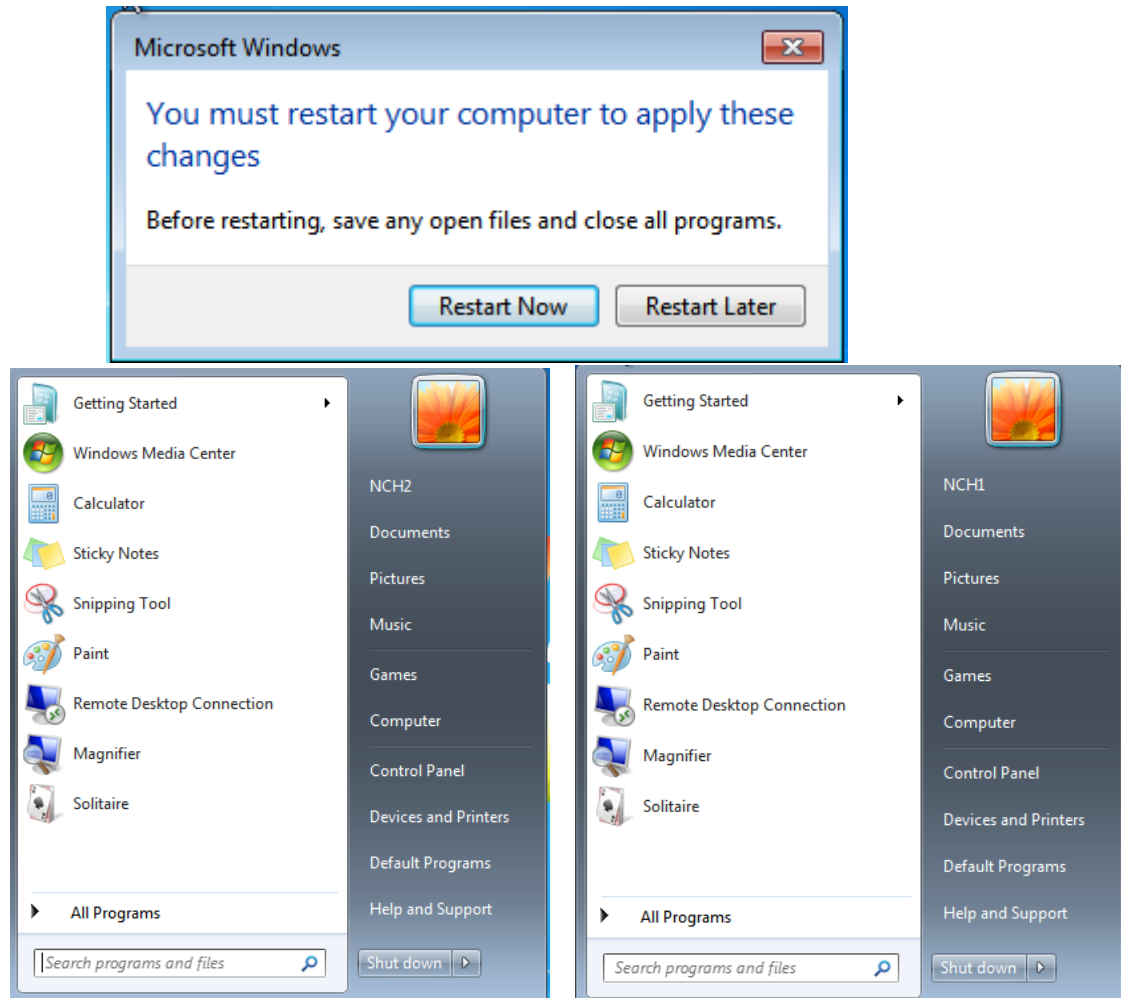 Microsoft Windows
You must restart your computer to apply these
changes
Before restarting, save any open files and close all programs.
Restart Now
Restart Later
Getting Started
Windows Media Center
Calculator
Sticky Notes
Snipping Tool
Paint
Remote Desktop Connection
Magnifier
Solitaire
All Programs
Search programs and files
NCH2
Documents
Pictures
Music
Games
Computer
Control Panel
Devices and Printers
Default Programs
Help and Support
Shut down
Getting Started
Windows Media Center
Calculator
Sticky Notes
Snipping Tool
Paint
Remote Desktop Connection
Magnifier
Solitaire
All Programs
Search programs and files
NCH1
Documents
Pictures
Music
Games
Computer
Control Panel
Devices and Printers
Default Programs
Help and Support
Shut down